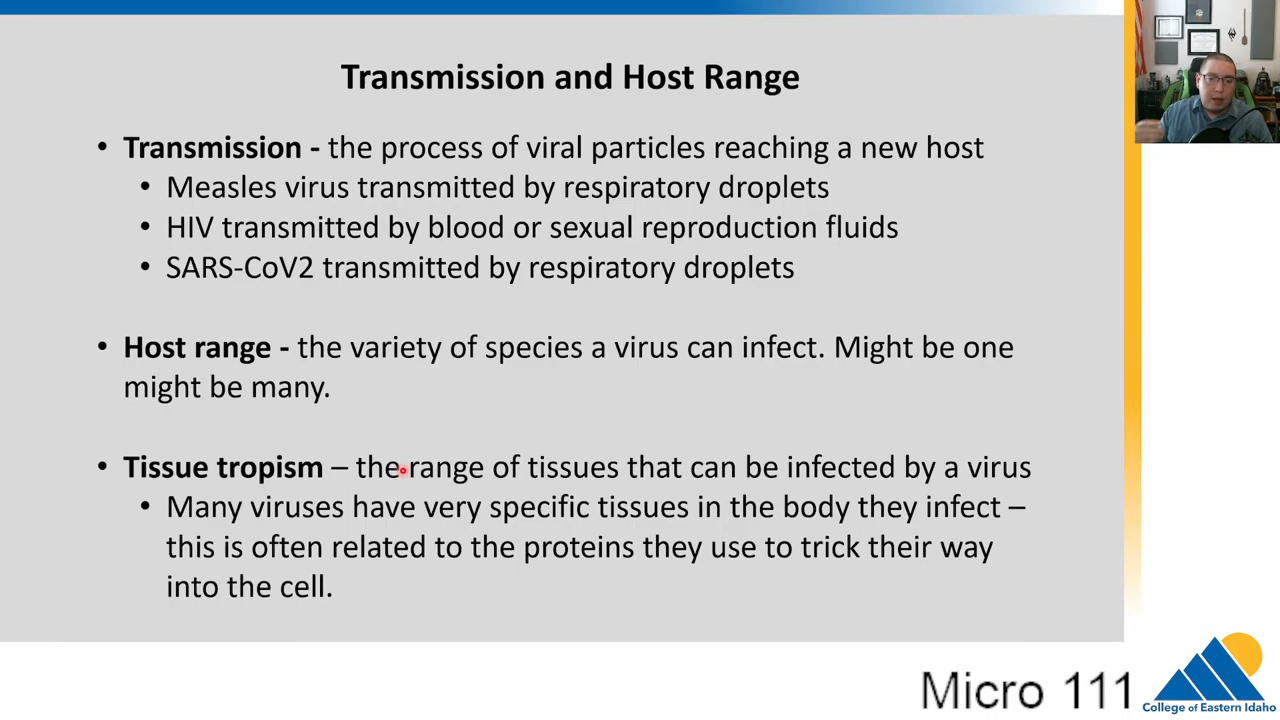 Transmission and Host Range
• Transmission - the process of viral particles reaching a new host
• Measles virus transmitted by respiratory droplets
• HIV transmitted by blood or sexual reproduction fluids
• SARS-CoV2 transmitted by respiratory droplets
• Host range - the variety of species a virus can infect. Might be one
might be many.
• Tissue tropism – the range of tissues that can be infected by a virus
• Many viruses have very specific tissues in the body they infect –
this is often related to the proteins they use to trick their way
into the cell.
Micro 111
College of Eastern Idaho